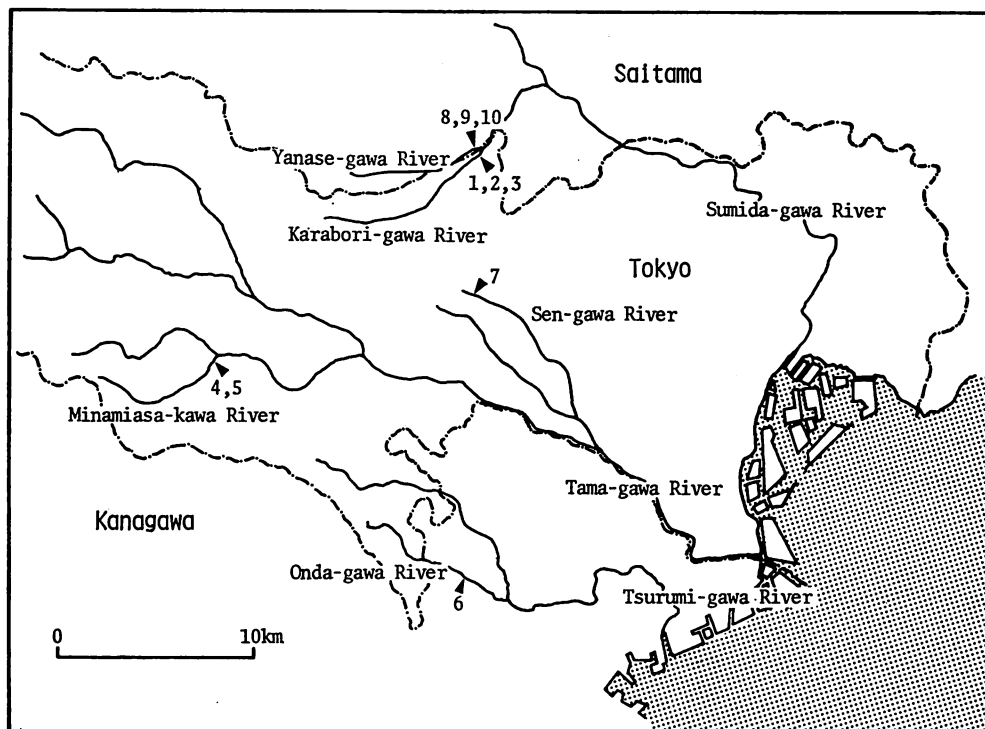 Saitama
8,9,10
Yanase-gawa River
1,2,3
Sumida-gawa River
Karabori-gawa River
Tokyo
7
Sen-gawa River
4,5
Minamiasa-kawa River
Tama-gawa River
Kanagawa
Onda-gawa River
6
Tsurumi-gawa River
0 10km